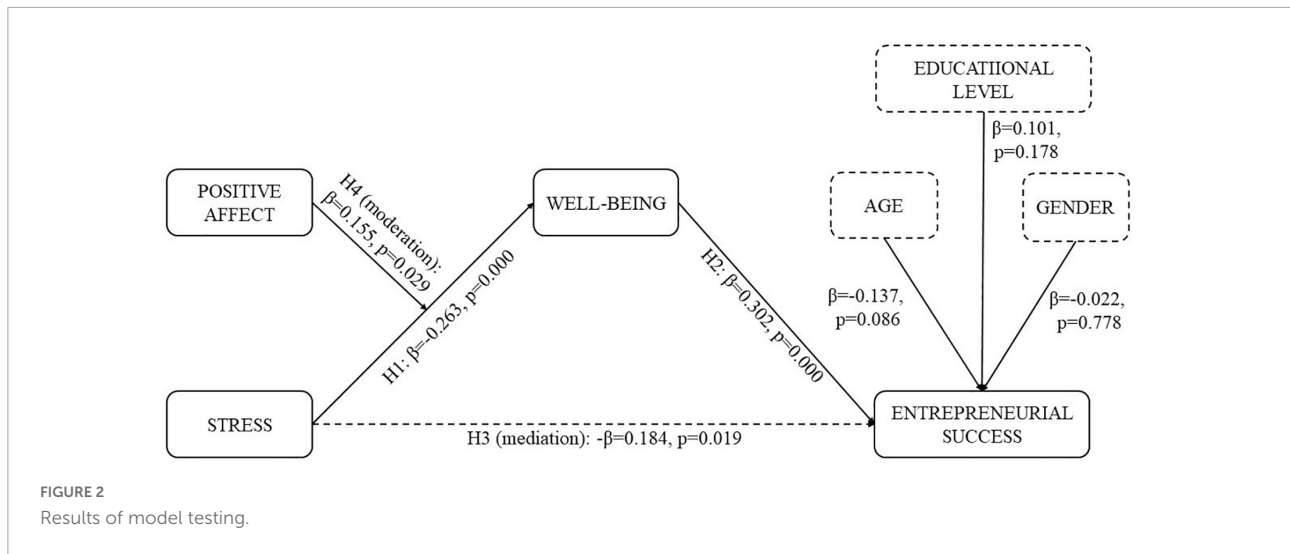 EDUCATIIONAL
LEVEL
β=0.101,
p=0.178
POSITIVE
AFFECT
H4 (moderation):
β=0.155, p=0.029
WELL-BEING
AGE
GENDER
H1: β=-0.263, p=0.000
H2: β=0.302, p=0.000
β=-0.137,
p=0.086
β=-0.022,
p=0.778
STRESS
H3 (mediation): -β=0.184, p=0.019
ENTREPRENEURIAL
SUCCESS
FIGURE 2
Results of model testing.